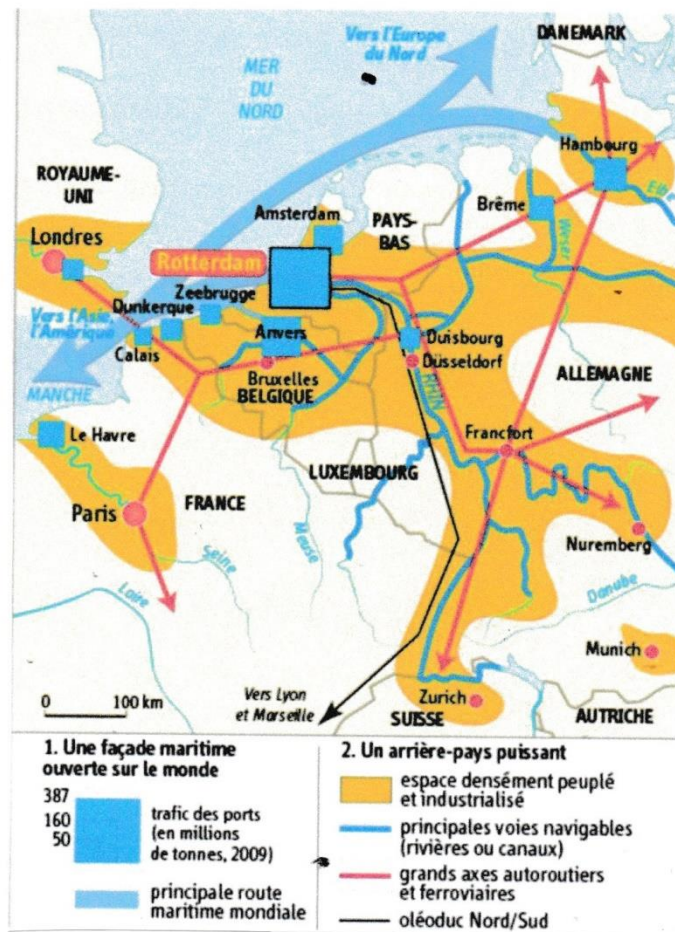 Vers l'Europe
du Nord
DANEMARK
MER
DU
NORD
Hambourg
ROYAUME-
UNI
Elbe
Amsterdam
PAYS-
BAS
Brême
Weser
Londres
Rotterdam
Zeebrugge
Dunkerque
Vers l'Asie,
l'Amérique
Calais
Anvers
Duisbourg
Bruxelles
Düsseldorf
BELGIQUE
RHIN
ALLEMAGNE
MANCHE
Le Havre
Francfort
LUXEMBOURG
Paris
FRANCE
Meuse
Nuremberg
Seine
Loire
Danube
Munich
0 100 km
Vers Lyon
et Marseille
Zurich
SUISSE
AUTRICHE
1. Une façade maritime
ouverte sur le monde
387
160
50
trafic des ports
(en millions
de tonnes, 2009)
principale route
maritime mondiale
2. Un arrière-pays puissant
espace densément peuplé
et industrialisé
principales voies navigables
(rivières ou canaux)
grands axes autoroutiers
et ferroviaires
oléoduc Nord/Sud